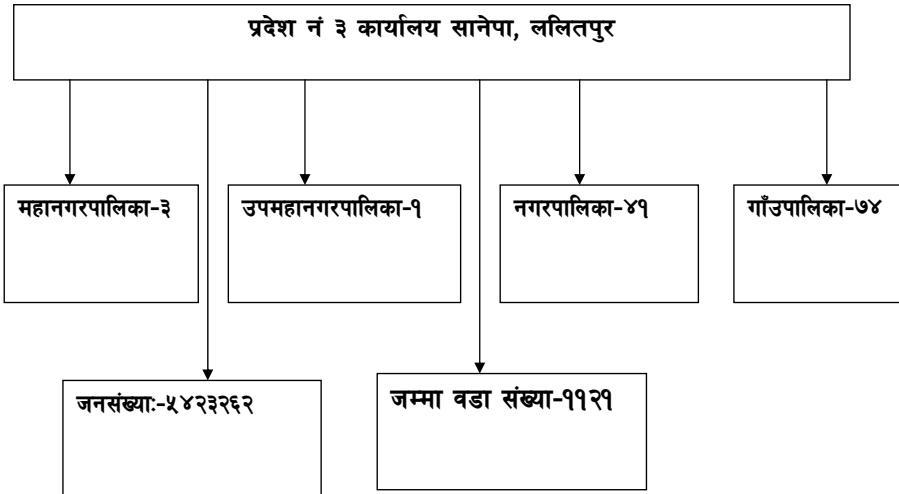 प्रदेश नं ३ कार्यालय सानेपा, ललितपुर
महानगरपालिका-३
उपमहानगरपालिका-१
नगरपालिका-४१
गाँउपालिका-७४
जनसंख्याः-५४२३२६२
जम्मा वडा संख्या-११२१